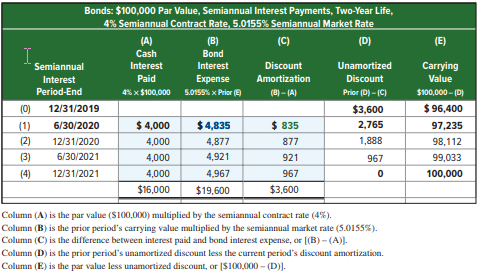 Bonds: $100,000 Par Value, Semiannual Interest Payments, Two-Year Life,
4% Semiannual Contract Rate, 5.0155% Semiannual Market Rate
(A) (B) (C) (D) (E)
Cash Bond
Semiannual Interest Interest Discount Unamortized Carrying
Interest Paid Expense Amortization Discount Value
Period-End 4% × $100,000 5.0155% × Prior (E) (B) – (A) Prior (D) – (C) $100,000 – (D)
(0) 12/31/2019 $3,600 $ 96,400
(1) 6/30/2020 $ 4,000 $ 4,835 $ 835 2,765 97,235
(2) 12/31/2020 4,000 4,877 877 1,888 98,112
(3) 6/30/2021 4,000 4,921 921 967 99,033
(4) 12/31/2021 4,000 4,967 967 0 100,000
$16,000 $19,600 $3,600
Column (A) is the par value ($100,000) multiplied by the semiannual contract rate (4%).
Column (B) is the prior period's carrying value multiplied by the semiannual market rate (5.0155%).
Column (C) is the difference between interest paid and bond interest expense, or [(B) – (A)].
Column (D) is the prior period's unamortized discount less the current period's discount amortization.
Column (E) is the par value less unamortized discount, or [$100,000 – (D)].